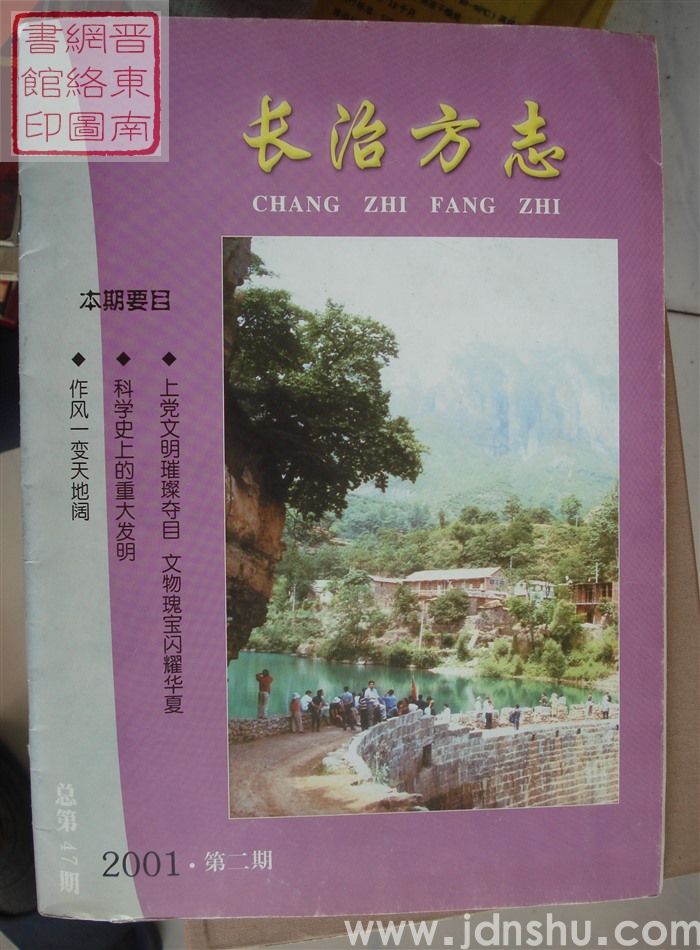 晋東南
網絡圖
書館印
长治方志
CHANG ZHI FANG ZHI
本期要目
◆ 上党文明璀璨夺目 文物瑰宝闪耀华夏
◆ 科学史上的重大发明
◆ 作风一变天地阔
总第47期
2001·第二期
www.jdnshu.com